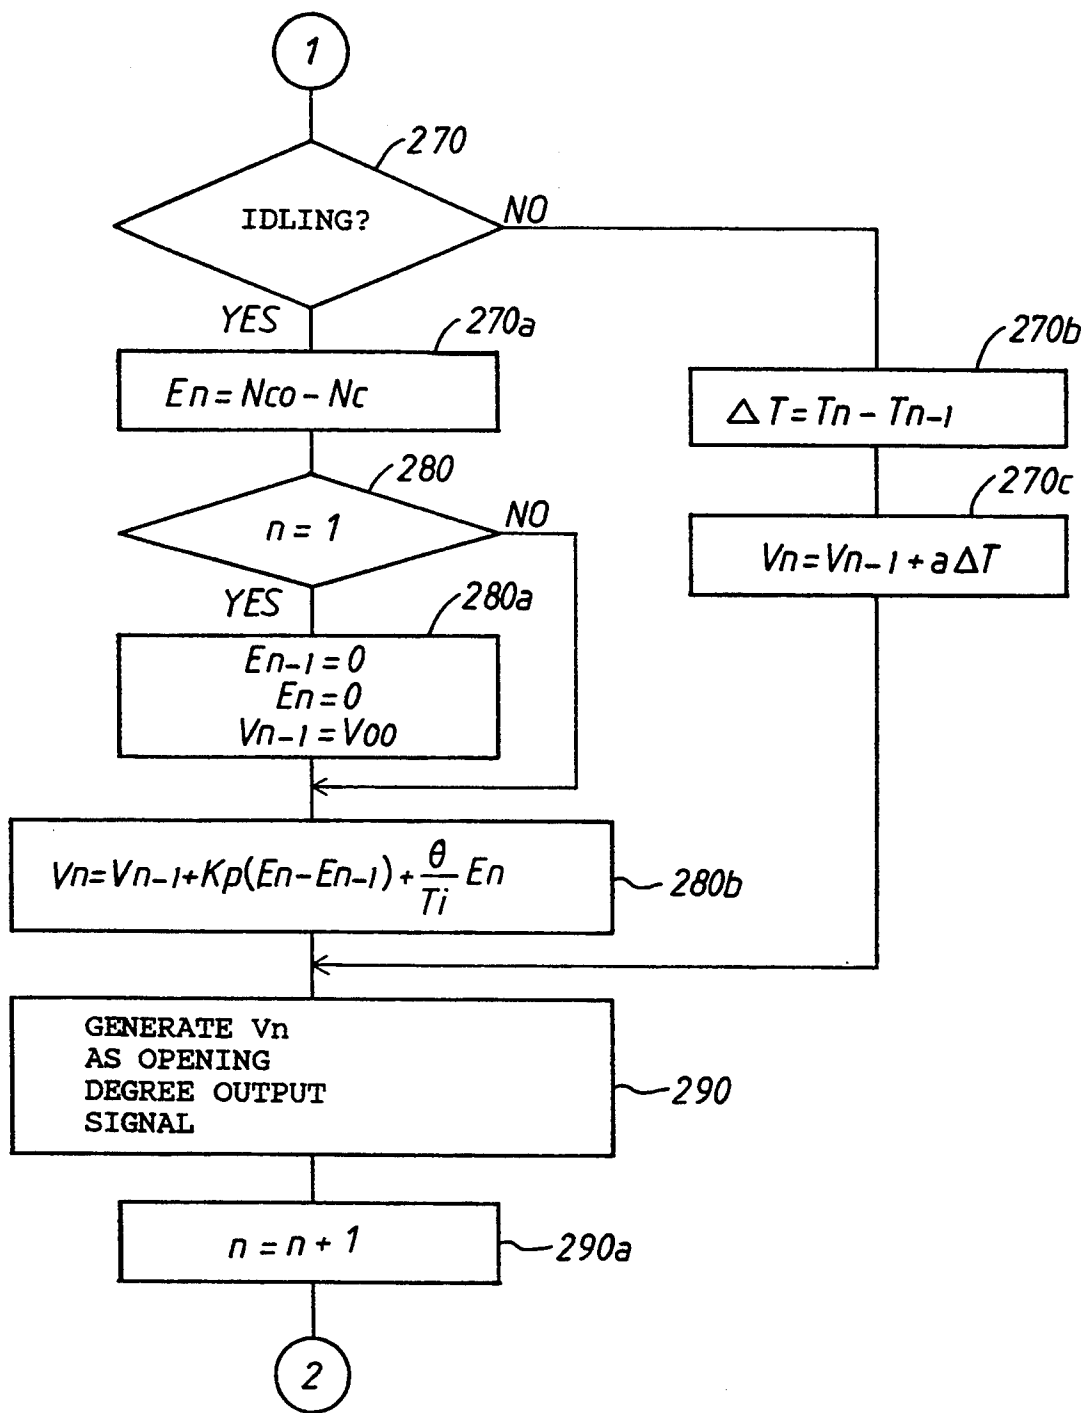 1
270
IDLING?
NO
YES
270a
En = Nco - Nc
270b
ΔT = Tn - Tn-1
280
n = 1
NO
270c
Vn = Vn-1 + aΔT
YES
280a
En-1 = 0
En = 0
Vn-1 = Voo
Vn = Vn-1 + Kp(En - En-1) + θ/Ti En
280b
GENERATE Vn
AS OPENING
DEGREE OUTPUT
SIGNAL
290
n = n + 1
290a
2